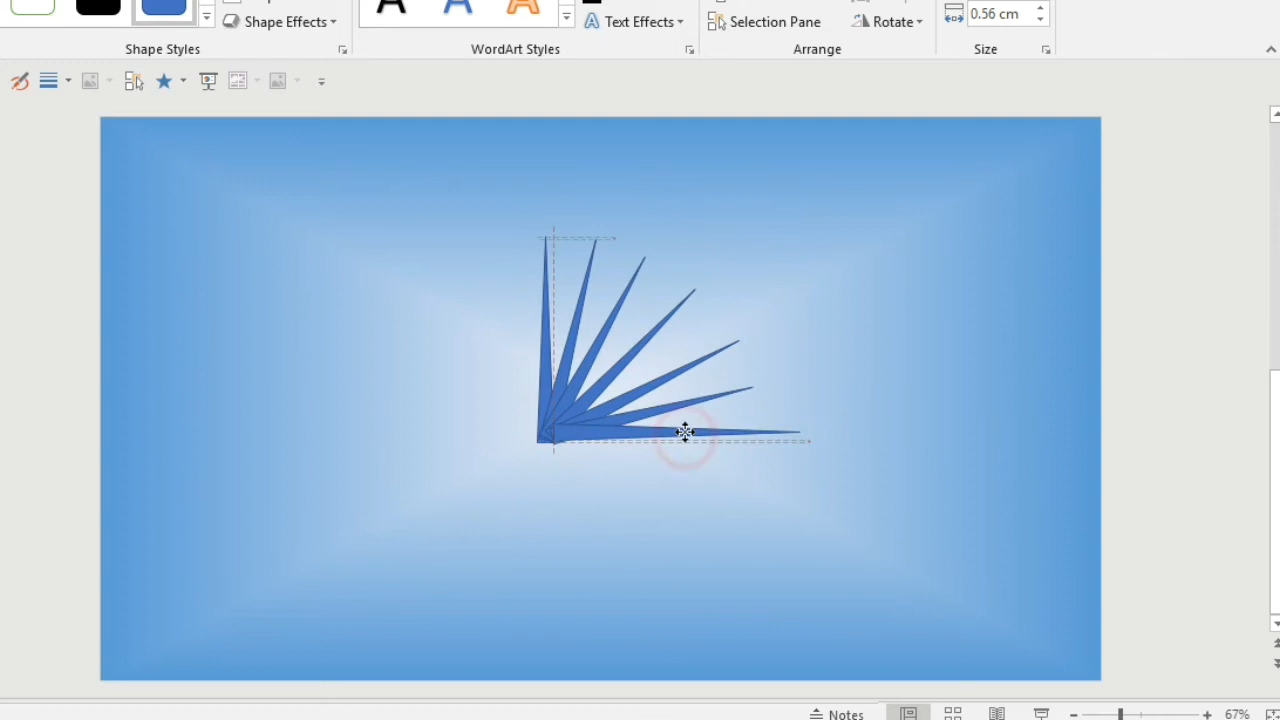 Shape Effects
Text Effects
Selection Pane
Rotate
0.56 cm
Shape Styles
WordArt Styles
Arrange
Size
Notes
67%